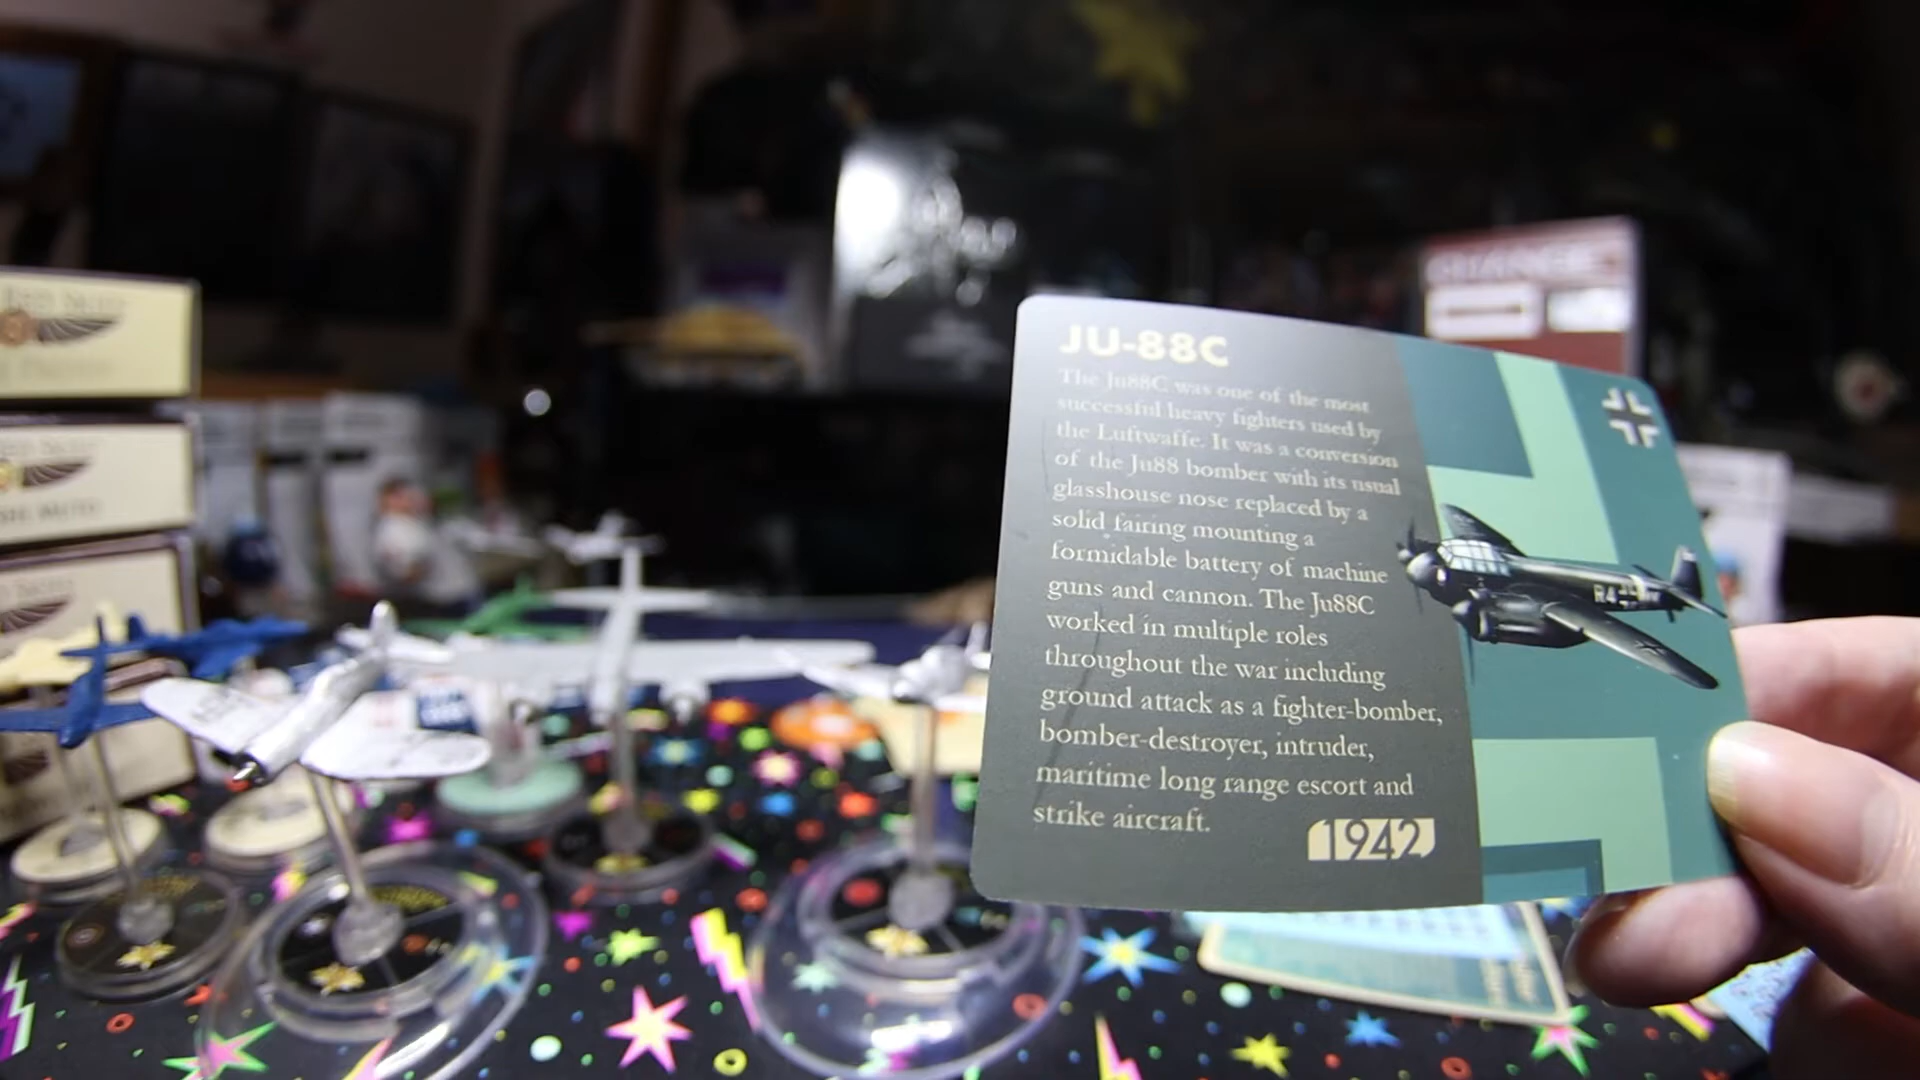 JU-88C
The Ju88C was one of the most
successful heavy fighters used by
the Luftwaffe. It was a conversion
of the Ju88 bomber with its usual
glasshouse nose replaced by a
solid fairing mounting a
formidable battery of machine
guns and cannon. The Ju88C
worked in multiple roles
throughout the war including
ground attack as a fighter-bomber,
bomber-destroyer, intruder,
maritime long range escort and
strike aircraft.
1942
R4